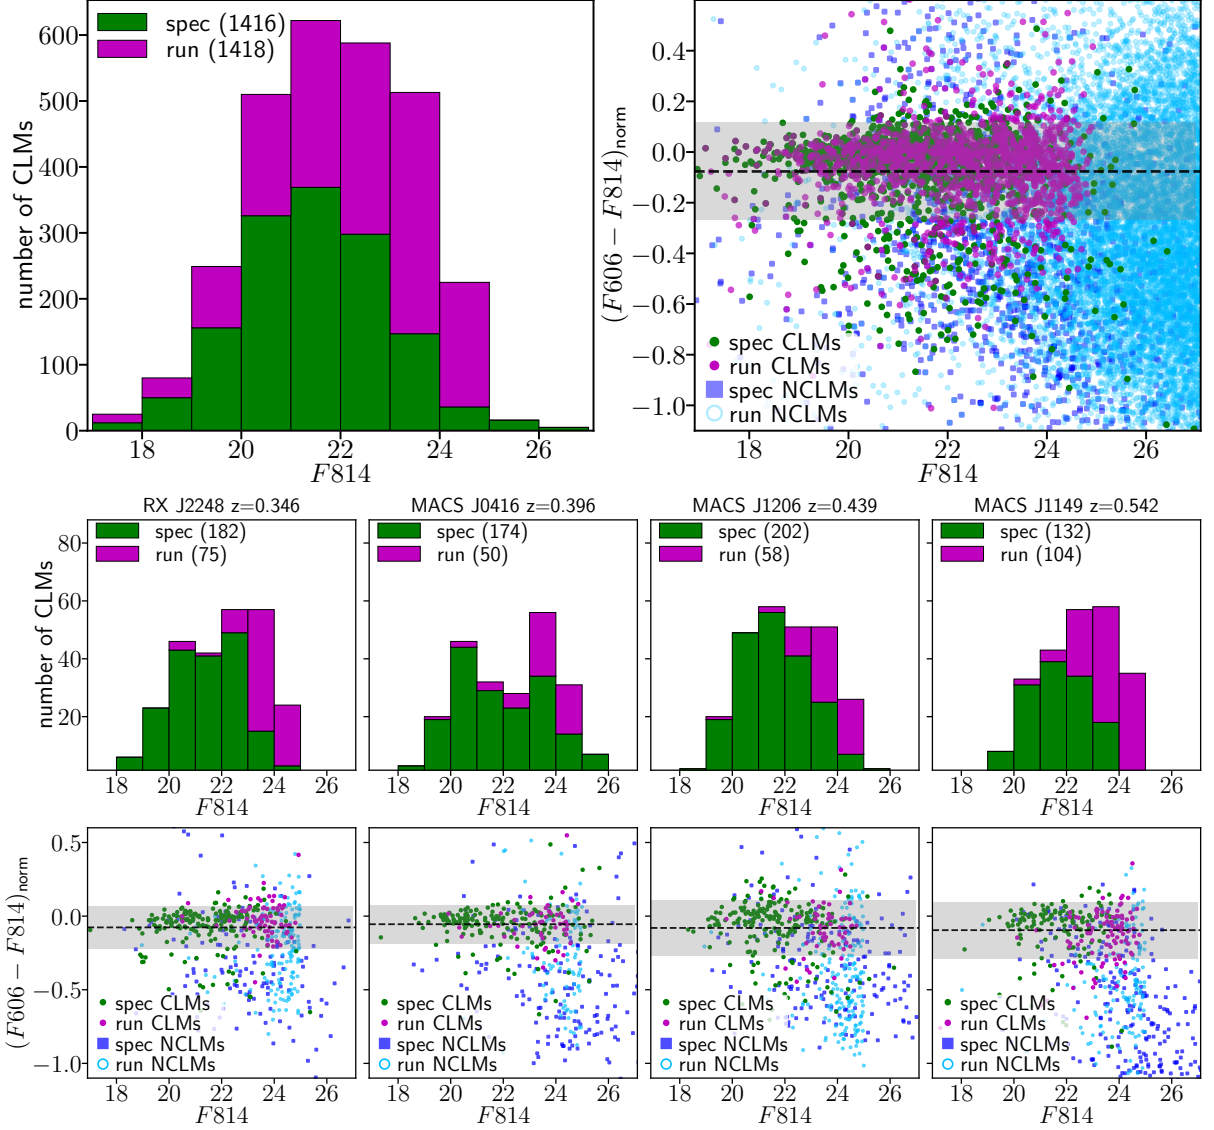 spec (1416)
run (1418)
number of CLMs
600
500
400
300
200
100
0
18 20 22 24 26
F814
(F606 − F814)norm
0.4
0.2
0.0
−0.2
−0.4
−0.6
−0.8
−1.0
spec CLMs
run CLMs
spec NCLMs
run NCLMs
18 20 22 24 26
F814
RX J2248 z=0.346
spec (182)
run (75)
number of CLMs
80
60
40
20
18 20 22 24 26
F814
MACS J0416 z=0.396
spec (174)
run (50)
18 20 22 24 26
F814
MACS J1206 z=0.439
spec (202)
run (58)
18 20 22 24 26
F814
MACS J1149 z=0.542
spec (132)
run (104)
18 20 22 24 26
F814
(F606 − F814)norm
0.5
0.0
−0.5
−1.0
spec CLMs
run CLMs
spec NCLMs
run NCLMs
18 20 22 24 26
F814
spec CLMs
run CLMs
spec NCLMs
run NCLMs
18 20 22 24 26
F814
spec CLMs
run CLMs
spec NCLMs
run NCLMs
18 20 22 24 26
F814
spec CLMs
run CLMs
spec NCLMs
run NCLMs
18 20 22 24 26
F814